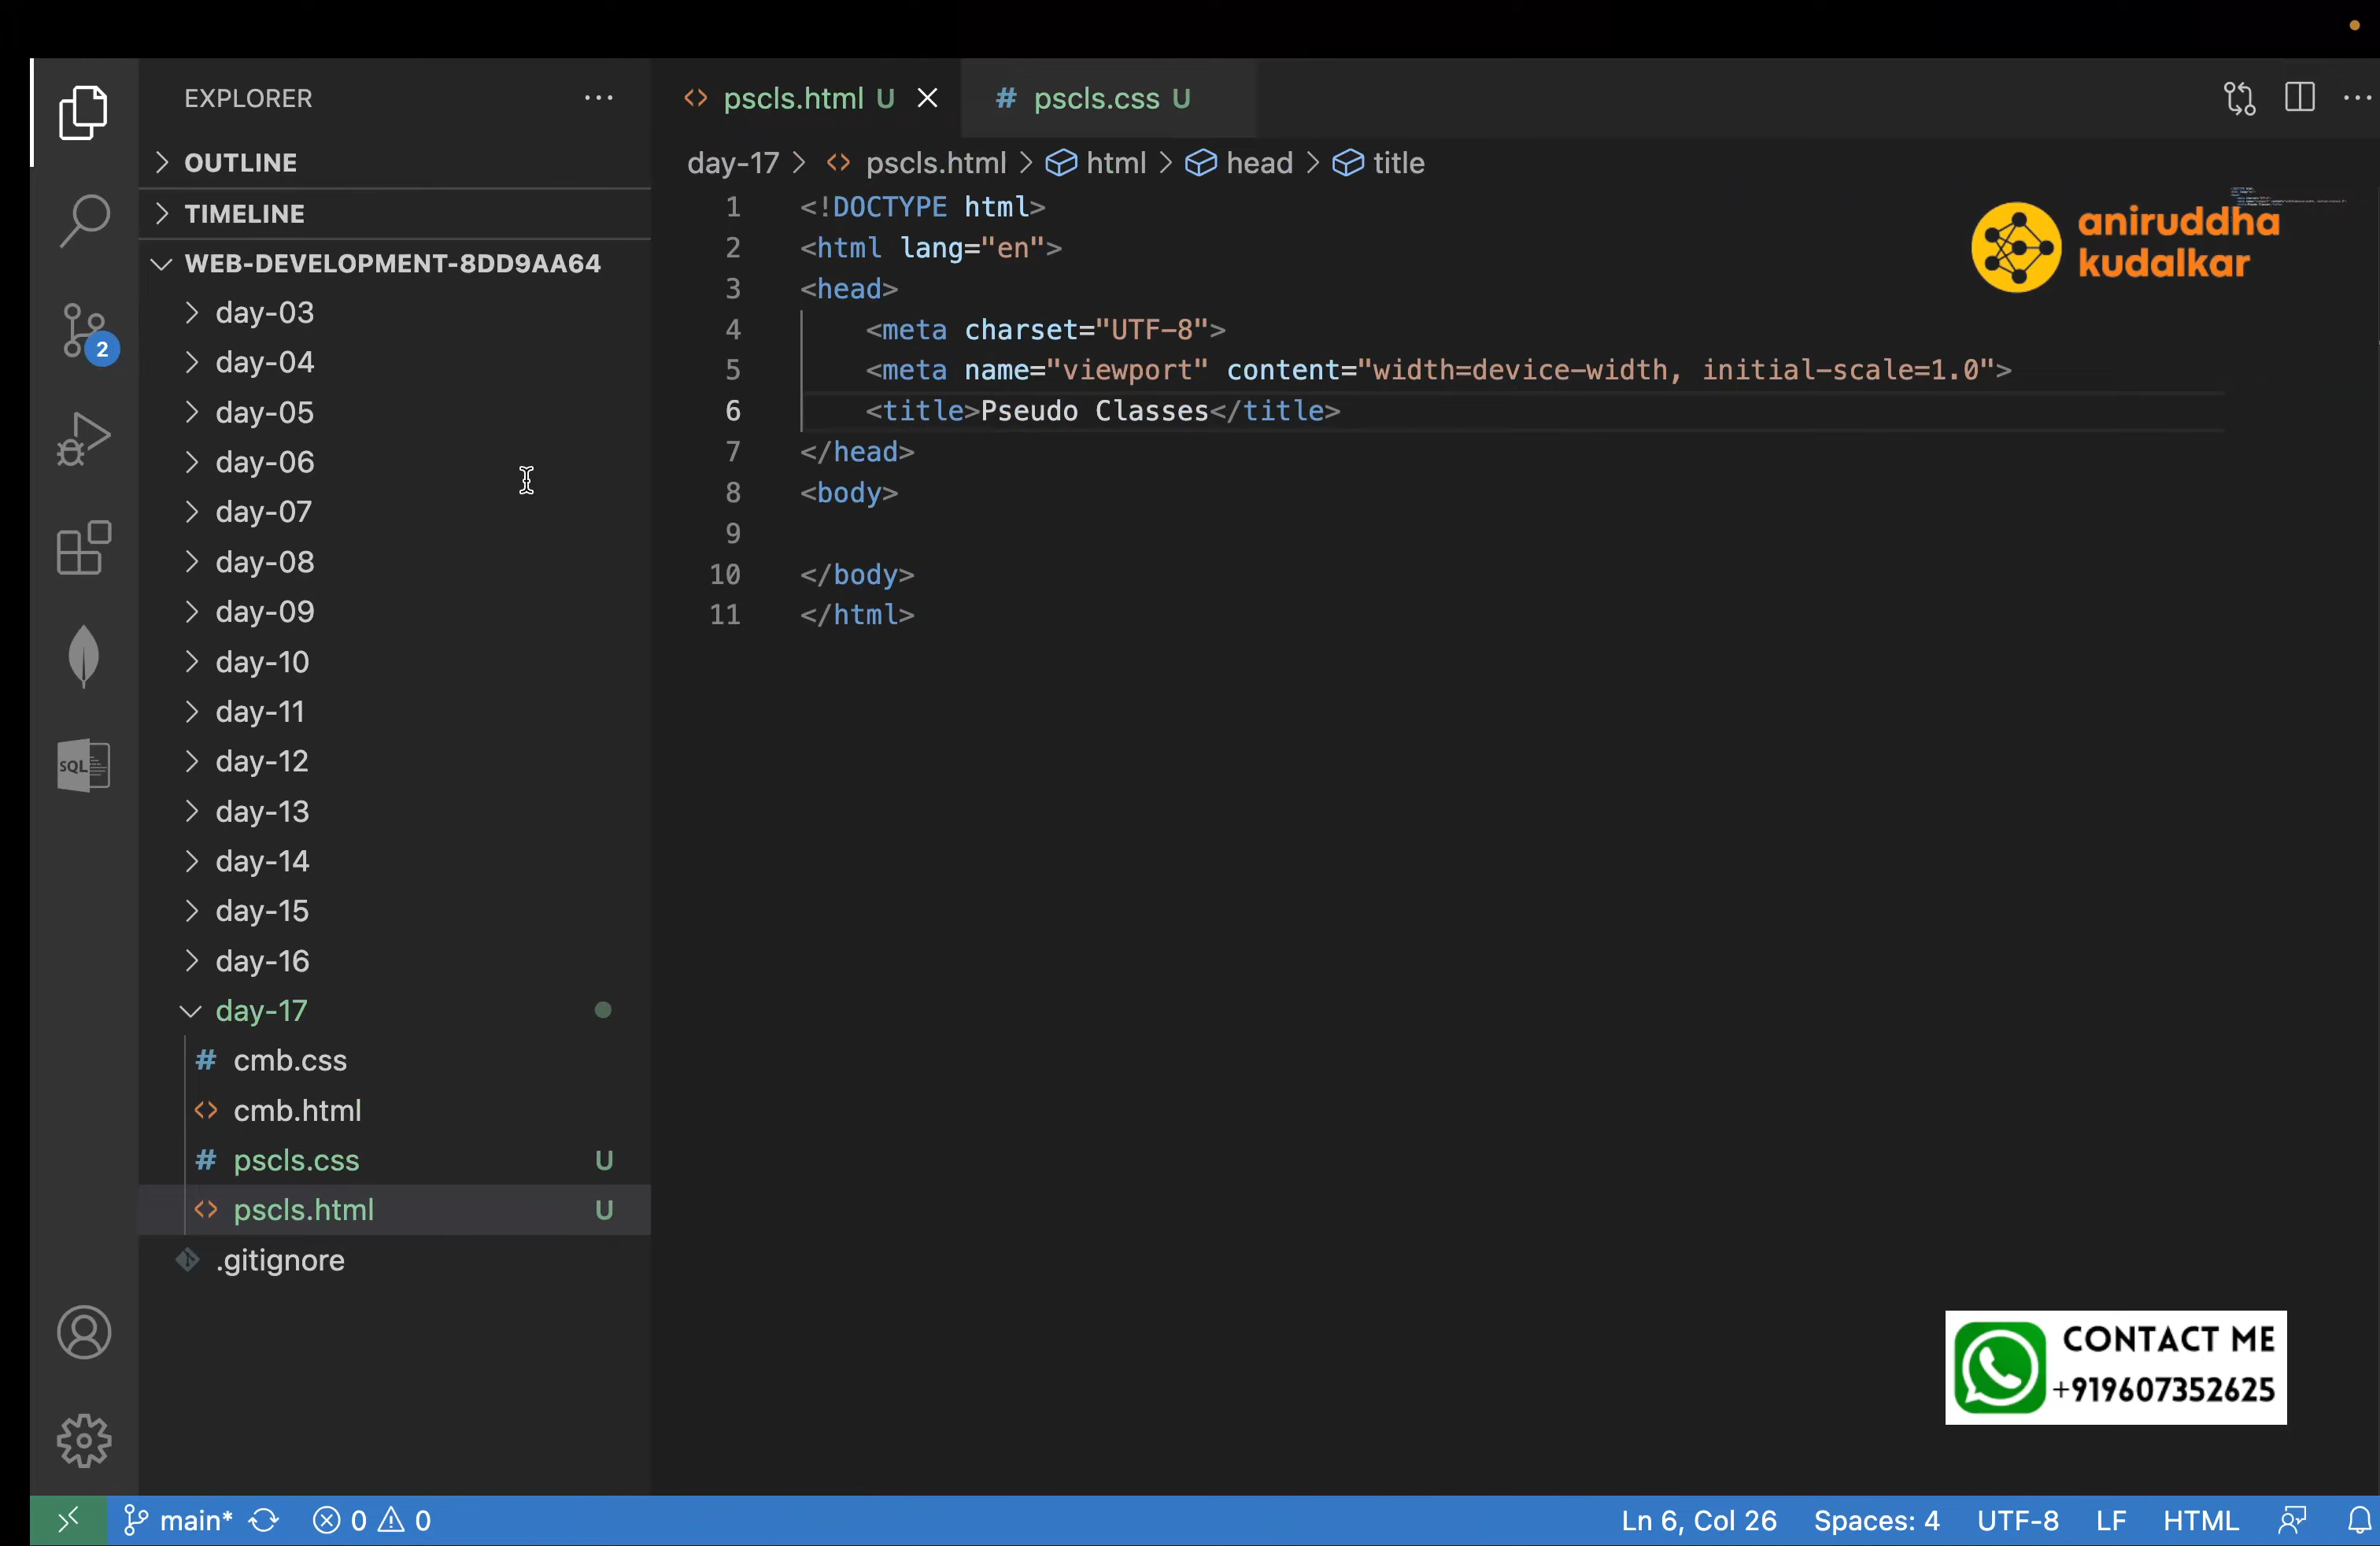 EXPLORER
OUTLINE
TIMELINE
WEB-DEVELOPMENT-8DD9AA64
day-03
day-04
day-05
day-06
day-07
day-08
day-09
day-10
day-11
day-12
day-13
day-14
day-15
day-16
day-17
# cmb.css
<> cmb.html
# pscls.css U
<> pscls.html U
.gitignore
2
SQL
<> pscls.html U
# pscls.css U
day-17 > <> pscls.html > html > head > title
1 <!DOCTYPE html>
2 <html lang="en">
3 <head>
4 <meta charset="UTF-8">
5 <meta name="viewport" content="width=device-width, initial-scale=1.0">
6 <title>Pseudo Classes</title>
7 </head>
8 <body>
9
10 </body>
11 </html>
aniruddha
kudalkar
CONTACT ME
+919607352625
main* 0 0 Ln 6, Col 26 Spaces: 4 UTF-8 LF HTML